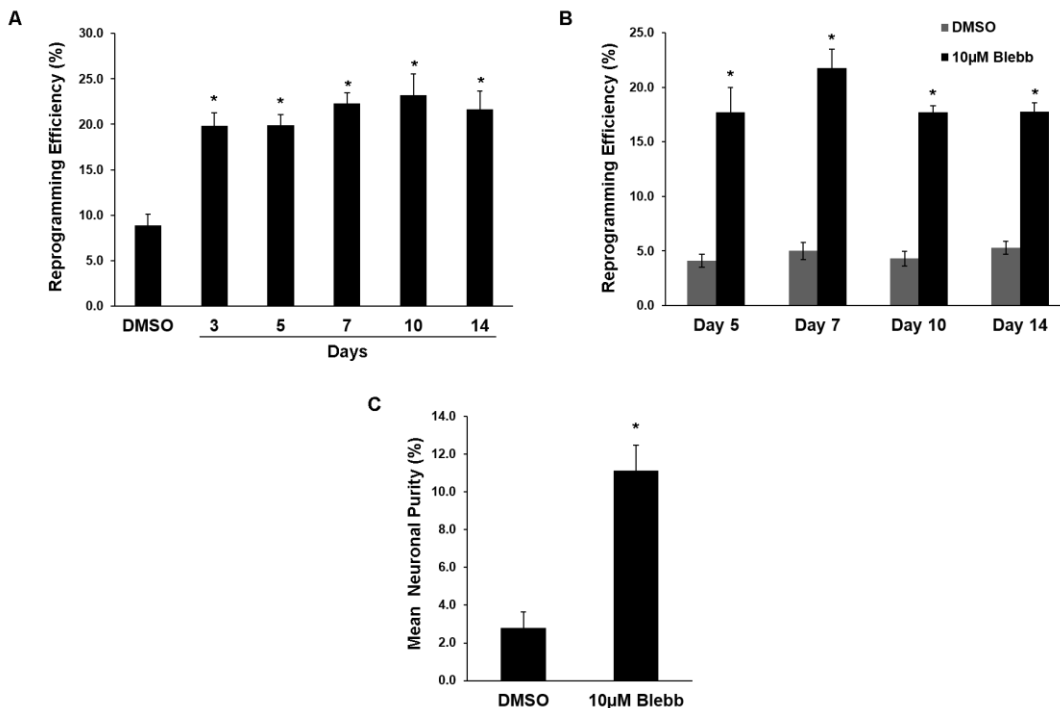 A
Reprogramming Efficiency (%)
30.0
25.0
20.0
15.0
10.0
5.0
0.0
* * * * *
DMSO 3 5 7 10 14
Days
B
DMSO
10µM Blebb
Reprogramming Efficiency (%)
25.0
20.0
15.0
10.0
5.0
0.0
* * * *
Day 5 Day 7 Day 10 Day 14
C
Mean Neuronal Purity (%)
14.0
12.0
10.0
8.0
6.0
4.0
2.0
0.0
*
DMSO 10µM Blebb